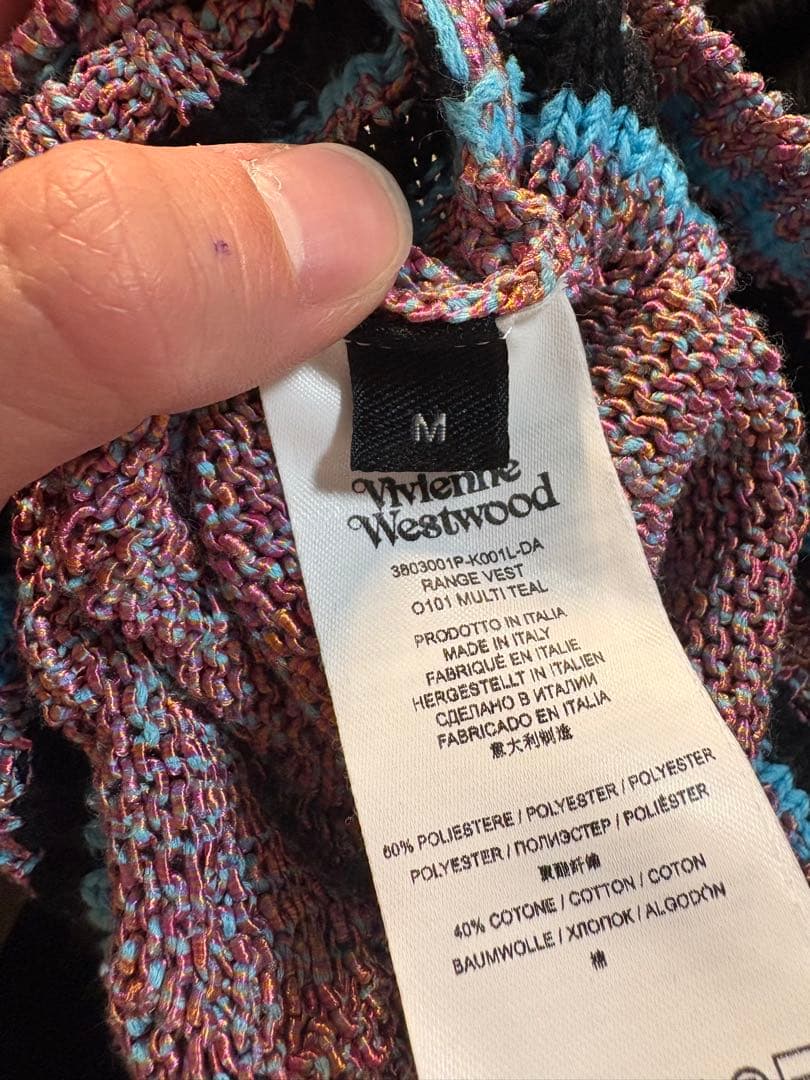 M
Vivienne
Westwood
3803001P-K001L-DA
RANGE VEST
O101 MULTI TEAL
PRODOTTO IN ITALIA
MADE IN ITALY
FABRIQUÉ EN ITALIE
HERGESTELLT IN ITALIEN
СДЕЛАНО В ИТАЛИИ
FABRICADO EN ITALIA
意大利制造
60% POLIESTERE / POLYESTER / POLYESTER
POLYESTER / ПОЛИЭСТЕР / POLIÉSTER
聚酯纤维
40% COTONE / COTTON / COTON
BAUMWOLLE / ХЛОПОК / ALGODÓN
棉